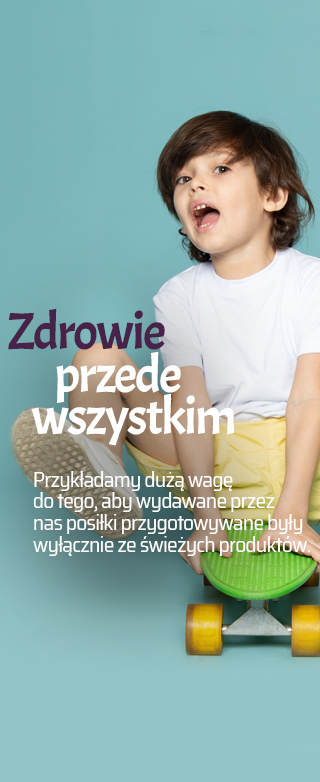 Zdrowie
przede
wszystkim
Przykładamy dużą wagę
do tego, aby wydawane przez
nas posiłki przygotowywane były
wyłącznie ze świeżych produktów.